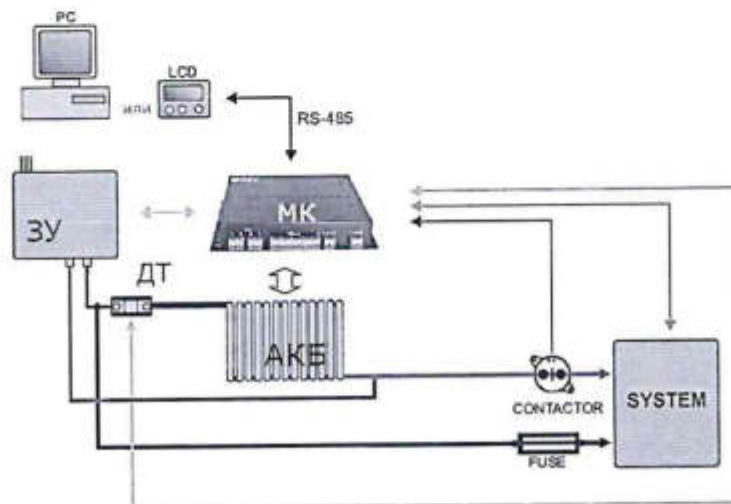 PC
LCD
или
RS-485
ЗУ
МК
ДТ
АКБ
CONTACTOR
SYSTEM
FUSE